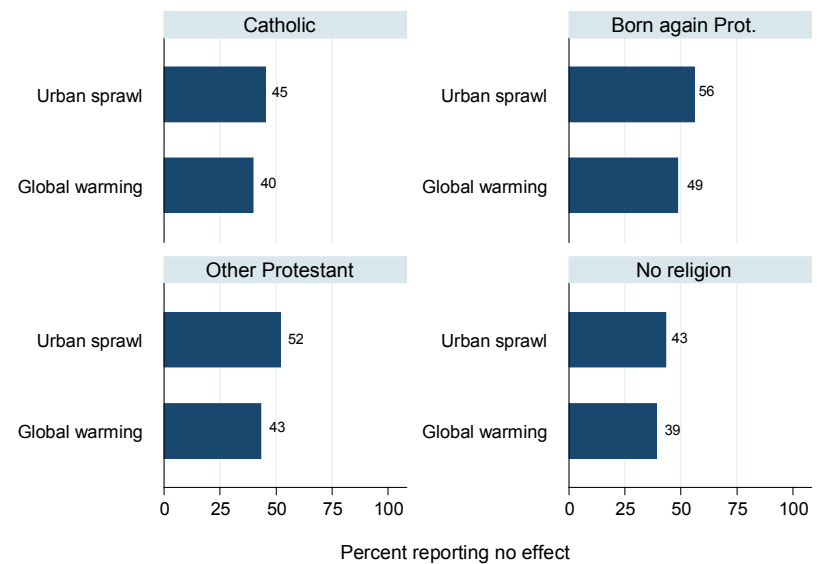 Catholic
Urban sprawl 45
Global warming 40
Born again Prot.
Urban sprawl 56
Global warming 49
Other Protestant
Urban sprawl 52
Global warming 43
0 25 50 75 100
No religion
Urban sprawl 43
Global warming 39
0 25 50 75 100
Percent reporting no effect